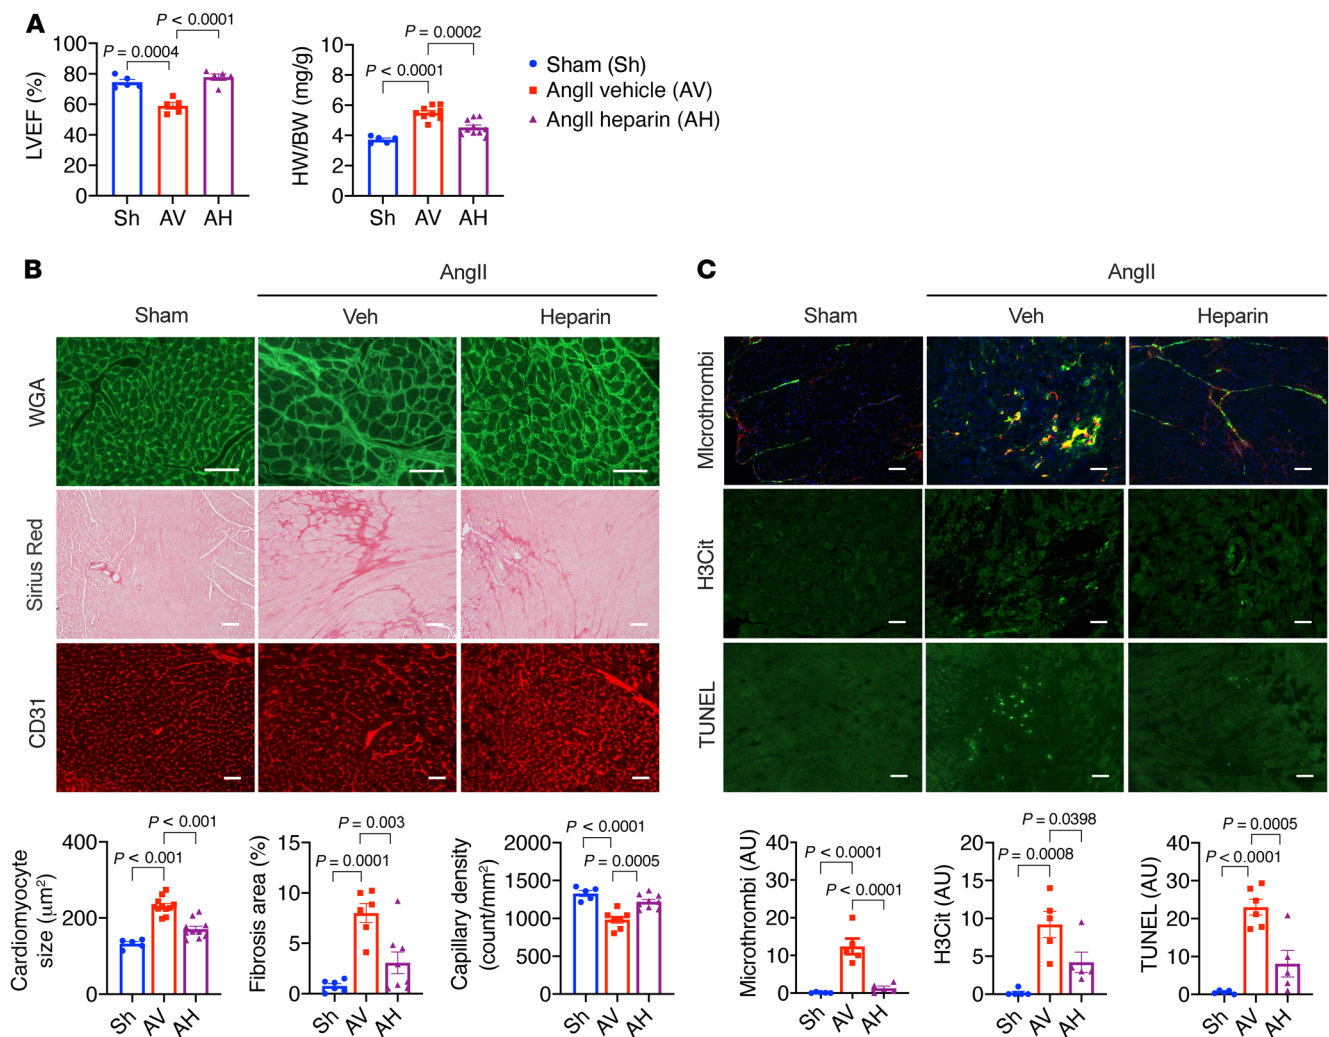 A
LVEF (%)
100
80
60
40
20
0
P = 0.0004
P < 0.0001
Sh AV AH
HW/BW (mg/g)
10
8
6
4
2
0
P < 0.0001
P = 0.0002
Sh AV AH
Sham (Sh)
AngII vehicle (AV)
AngII heparin (AH)
B
AngII
Sham Veh Heparin
WGA
Sirius Red
CD31
Cardiomyocyte
size (μm²)
400
200
0
P < 0.001
P < 0.001
Sh AV AH
Fibrosis area (%)
15
10
5
0
P = 0.003
P = 0.0001
Sh AV AH
Capillary density
(count/mm²)
2000
1500
1000
500
0
P < 0.0001
P = 0.0005
Sh AV AH
C
AngII
Sham Veh Heparin
Microthrombi
H3Cit
TUNEL
Microthrombi (AU)
40
30
20
10
0
P < 0.0001
P < 0.0001
Sh AV AH
H3Cit (AU)
20
15
10
5
0
P = 0.0398
P = 0.0008
Sh AV AH
TUNEL (AU)
40
30
20
10
0
P = 0.0005
P < 0.0001
Sh AV AH